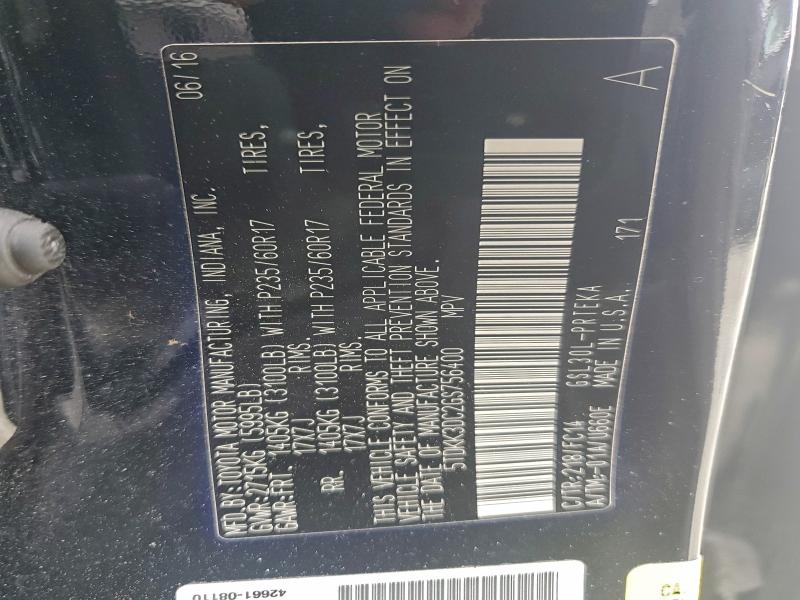 MFD.BY:TOYOTA MOTOR MANUFACTURING, INDIANA, INC. 06/16
GVWR:2715KG (5995LB)
GAWR:FRT. 1405KG (3100LB) WITH P235/60R17 TIRES,
17X7J RIMS.
RR. 1405KG (3100LB) WITH P235/60R17 TIRES,
17X7J RIMS.
THIS VEHICLE CONFORMS TO ALL APPLICABLE FEDERAL MOTOR
VEHICLE SAFETY AND THEFT PREVENTION STANDARDS IN EFFECT ON
THE DATE OF MANUFACTURE SHOWN ABOVE.
5TDKK3DC2GS756400 MPV
C/TR:218/FC14 GSL30L-PRTEKA
A/TM:-01A/U660E MADE IN U.S.A. 171
A
42661-08110
CA